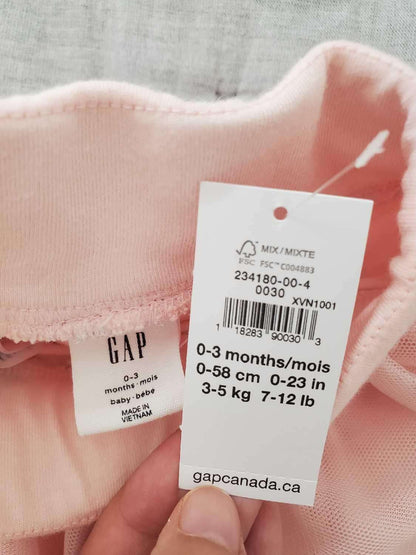 GAP
0-3
months·mois
baby·bébé
MADE IN
VIETNAM
MIX / MIXTE
FSC FSC™ C004883
234180-00-4
0030
XVN1001
1 18283 90030 3
0-3 months/mois
0-58 cm 0-23 in
3-5 kg 7-12 lb
gapcanada.ca